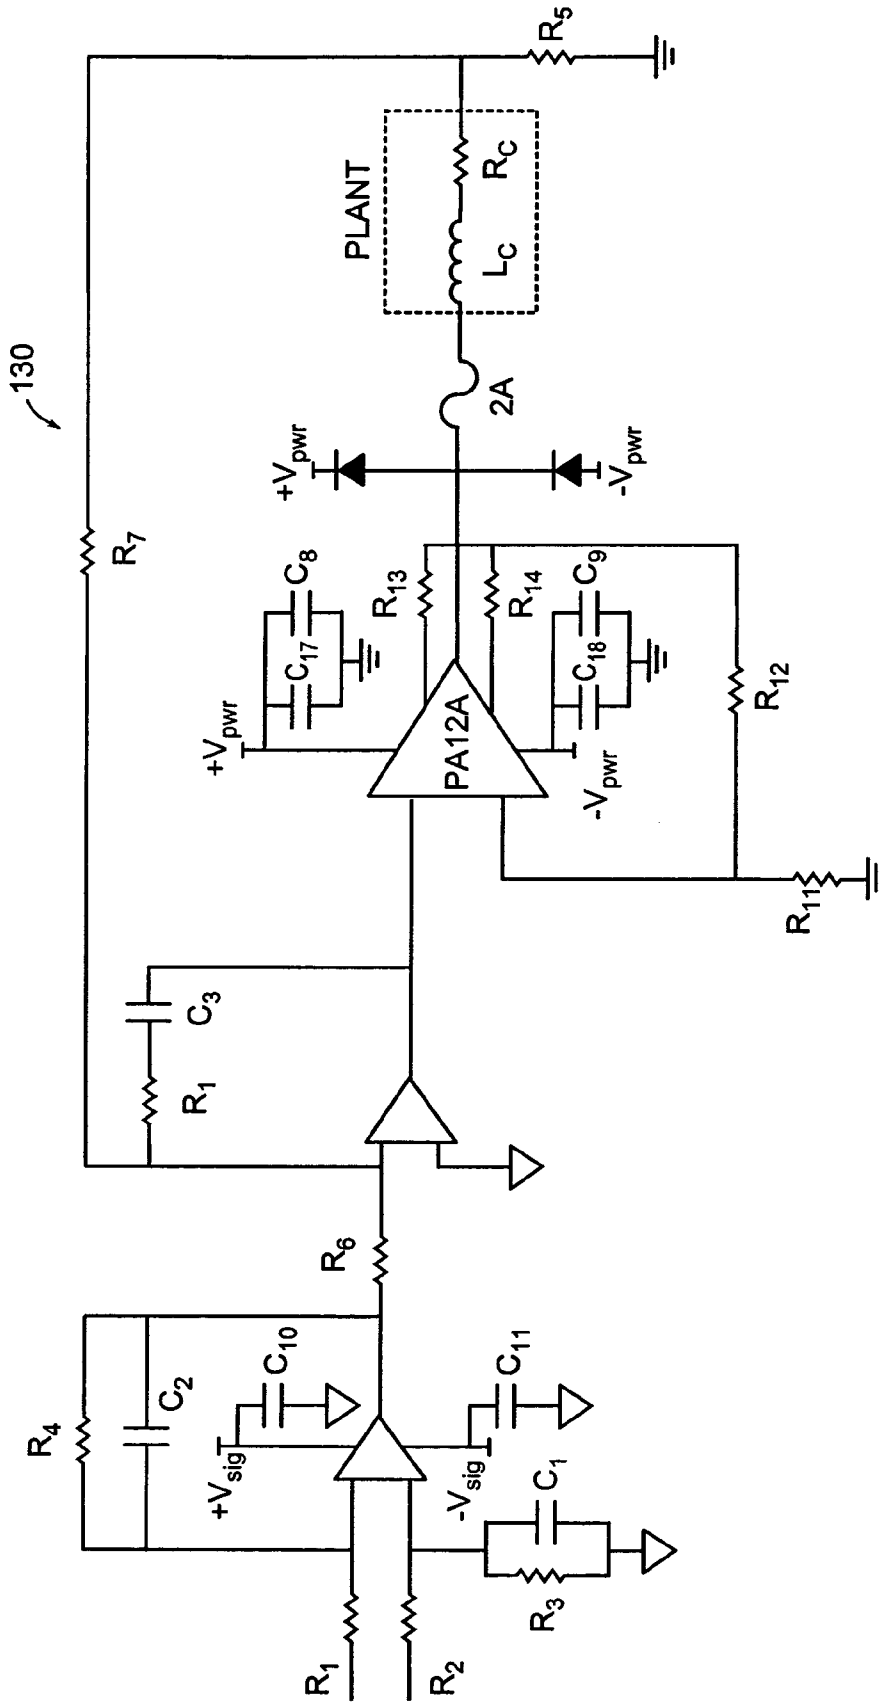 130
R7
R4
C2
+Vsig
C10
-Vsig
C11
R1
R2
R3
C1
R6
R1
C3
+Vpwr
C17
C8
PA12A
R13
R14
-Vpwr
C18
C9
R11
R12
+Vpwr
-Vpwr
2A
PLANT
LC
RC
R5